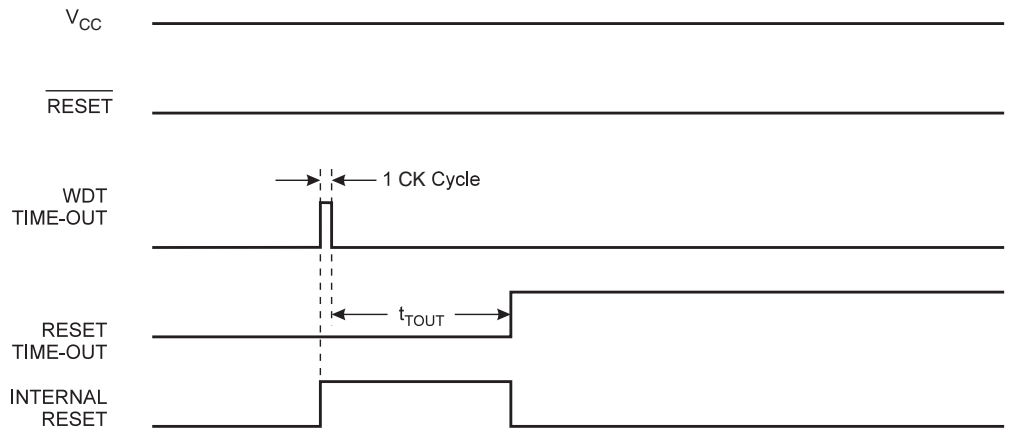 VCC
RESET
1 CK Cycle
WDT
TIME-OUT
tTOUT
RESET
TIME-OUT
INTERNAL
RESET